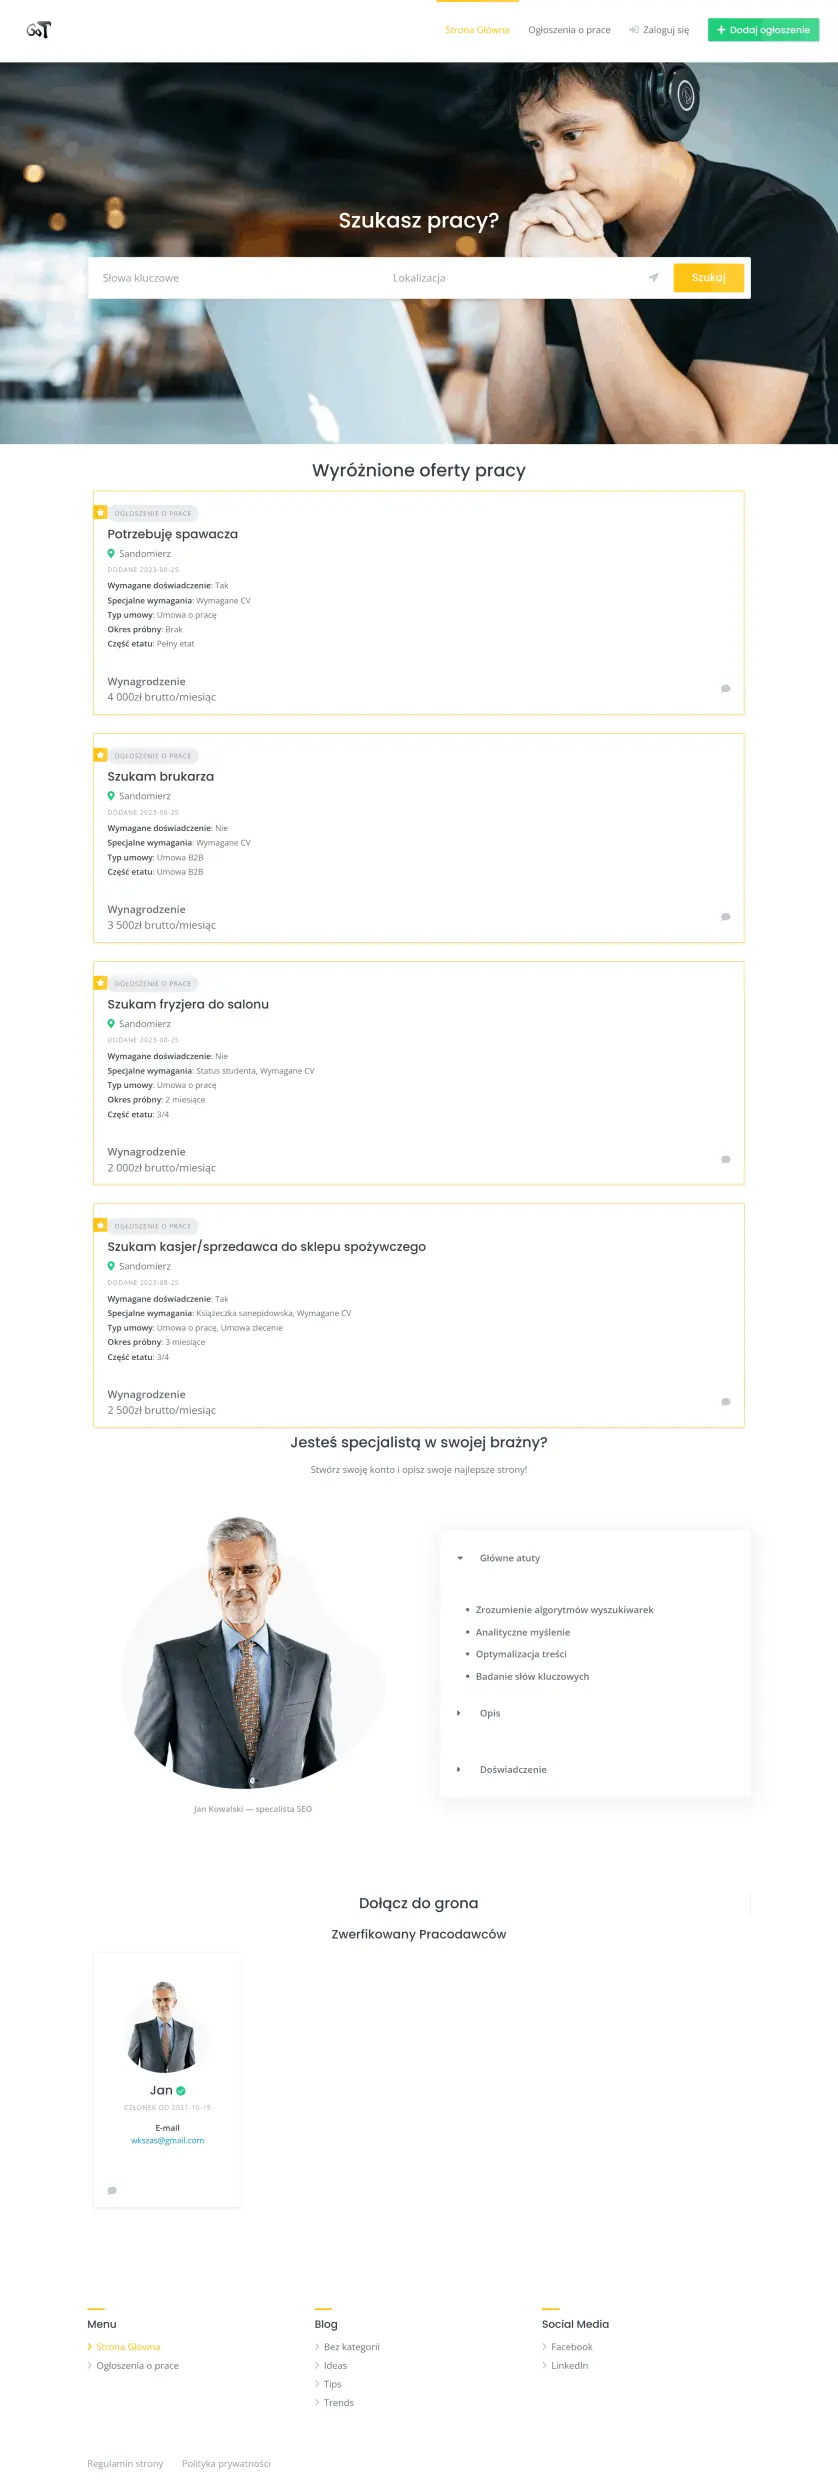 Strona Główna
Ogłoszenia o prace
Zaloguj się
Dodaj ogłoszenie
Szukasz pracy?
Słowa kluczowe
Lokalizacja
Szukaj
Wyróżnione oferty pracy
OGŁOSZENIE O PRACE
Potrzebuję spawacza
Sandomierz
DODANE 2023-08-25
Wymagane doświadczenie: Tak
Specjalne wymagania: Wymagane CV
Typ umowy: Umowa o pracę
Okres próbny: Brak
Część etatu: Pełny etat
Wynagrodzenie
4 000zł brutto/miesiąc
OGŁOSZENIE O PRACE
Szukam brukarza
Sandomierz
DODANE 2023-08-25
Wymagane doświadczenie: Nie
Specjalne wymagania: Wymagane CV
Typ umowy: Umowa B2B
Część etatu: Umowa B2B
Wynagrodzenie
3 500zł brutto/miesiąc
OGŁOSZENIE O PRACE
Szukam fryzjera do salonu
Sandomierz
DODANE 2023-08-25
Wymagane doświadczenie: Nie
Specjalne wymagania: Status studenta, Wymagane CV
Typ umowy: Umowa o pracę
Okres próbny: 2 miesiące
Część etatu: 3/4
Wynagrodzenie
2 000zł brutto/miesiąc
OGŁOSZENIE O PRACE
Szukam kasjer/sprzedawca do sklepu spożywczego
Sandomierz
DODANE 2023-08-25
Wymagane doświadczenie: Tak
Specjalne wymagania: Książeczka sanepidowska, Wymagane CV
Typ umowy: Umowa o pracę, Umowa zlecenie
Okres próbny: 3 miesiące
Część etatu: 3/4
Wynagrodzenie
2 500zł brutto/miesiąc
Jesteś specjalistą w swojej brażny?
Stwórz swoję konto i opisz swoje najlepsze strony!
Główne atuty
Zrozumienie algorytmów wyszukiwarek
Analityczne myślenie
Optymalizacja treści
Badanie słów kluczowych
Opis
Doświadczenie
Jan Kowalski — specalista SEO
Dołącz do grona
Zwerfikowany Pracodawców
Jan
CZŁONEK OD 2021-10-19
E-mail
wkszas@gmail.com
Menu
Strona Główna
Ogłoszenia o prace
Blog
Bez kategorii
Ideas
Tips
Trends
Social Media
Facebook
LinkedIn
Regulamin strony
Polityka prywatności